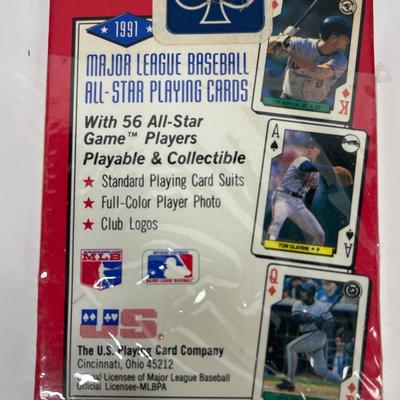 1991
MAJOR LEAGUE BASEBALL
ALL-STAR PLAYING CARDS
With 56 All-Star
Game™ Players
Playable & Collectible
★ Standard Playing Card Suits
★ Full-Color Player Photo
★ Club Logos
MLB
MAJOR LEAGUE BASEBALL
U.S.
The U.S. Playing Card Company
Cincinnati, Ohio 45212
Official Licensee of Major League Baseball
Official Licensee-MLBPA
K
A
TOM GLAVINE • P
A
Q